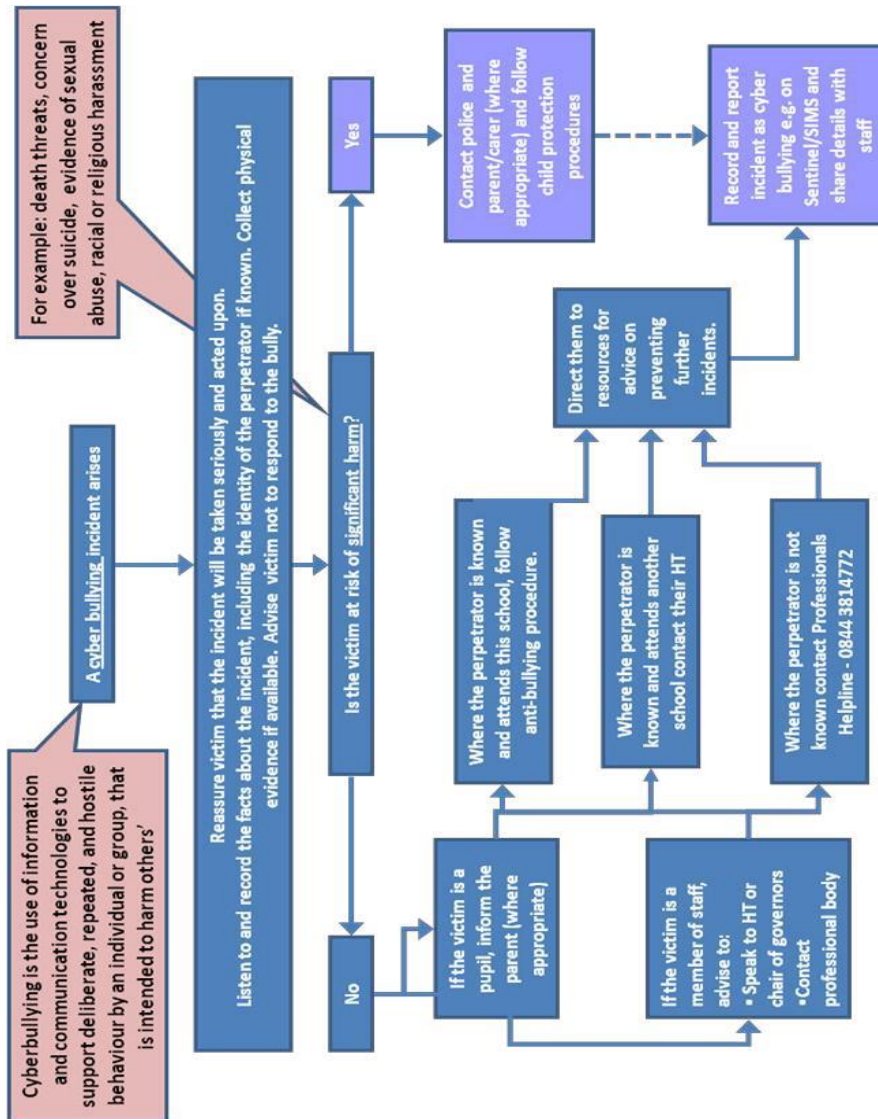 Cyberbullying is the use of information
and communication technologies to
support deliberate, repeated, and hostile
behaviour by an individual or group, that
is intended to harm others’
A cyber bullying incident arises
For example: death threats, concern
over suicide, evidence of sexual
abuse, racial or religious harassment
Reassure victim that the incident will be taken seriously and acted upon.
Listen to and record the facts about the incident, including the identity of the perpetrator if known. Collect physical
evidence if available. Advise victim not to respond to the bully.
Is the victim at risk of significant harm?
No
Yes
If the victim is a
pupil, inform the
parent (where
appropriate)
If the victim is a
member of staff,
advise to:
• Speak to HT or
chair of governors
•Contact
professional body
Where the perpetrator is known
and attends this school, follow
anti-bullying procedure.
Where the perpetrator is
known and attends another
school contact their HT
Where the perpetrator is not
known contact Professionals
Helpline - 0844 3814772
Direct them to
resources for
advice on
preventing
further
incidents.
Contact police and
parent/carer (where
appropriate) and follow
child protection
procedures
Record and report
incident as cyber
bullying e.g. on
Sentinel/SIMS and
share details with
staff